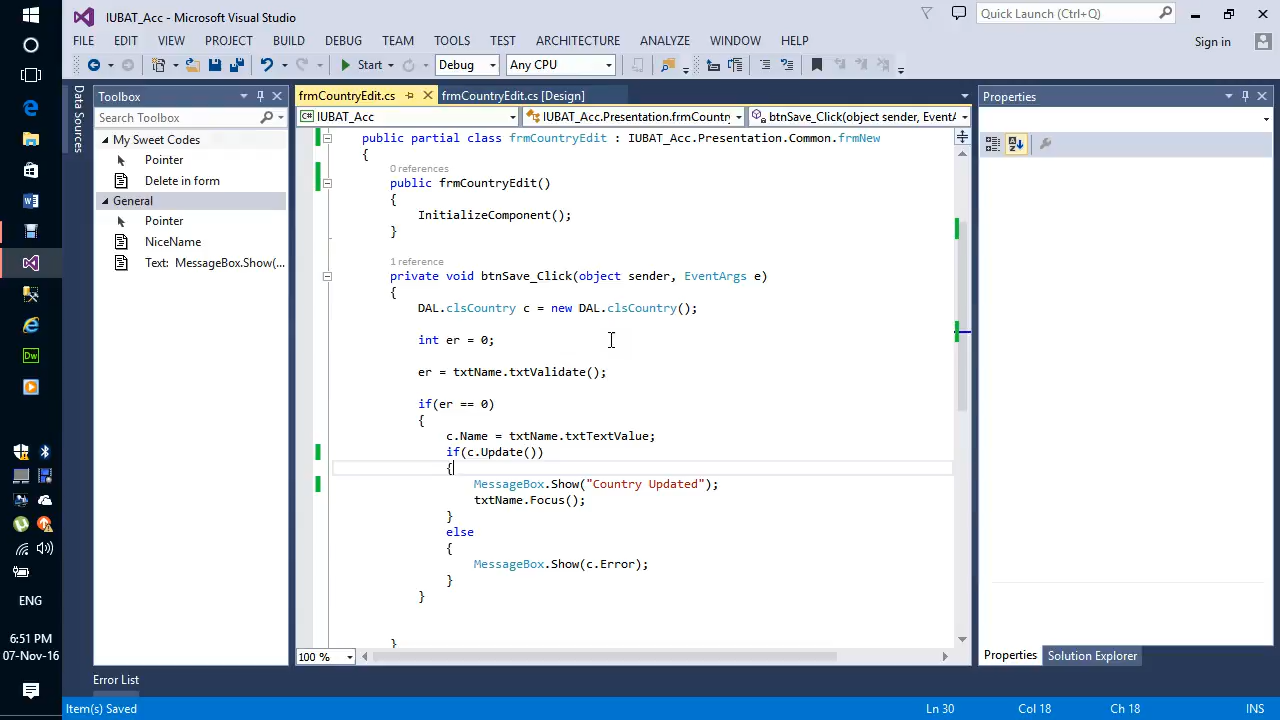 IUBAT_Acc - Microsoft Visual Studio
Quick Launch (Ctrl+Q)
FILE EDIT VIEW PROJECT BUILD DEBUG TEAM TOOLS TEST ARCHITECTURE ANALYZE WINDOW HELP
Sign in
Start Debug Any CPU
Data Sources
Toolbox
Search Toolbox
My Sweet Codes
Pointer
Delete in form
General
Pointer
NiceName
Text: MessageBox.Show(...
frmCountryEdit.cs
frmCountryEdit.cs [Design]
IUBAT_Acc
IUBAT_Acc.Presentation.frmCountry
btnSave_Click(object sender, EventA
public partial class frmCountryEdit : IUBAT_Acc.Presentation.Common.frmNew
{
0 references
public frmCountryEdit()
{
InitializeComponent();
}
1 reference
private void btnSave_Click(object sender, EventArgs e)
{
DAL.clsCountry c = new DAL.clsCountry();
int er = 0;
er = txtName.txtValidate();
if(er == 0)
{
c.Name = txtName.txtTextValue;
if(c.Update())
{
MessageBox.Show("Country Updated");
txtName.Focus();
}
else
{
MessageBox.Show(c.Error);
}
}
}
100 %
Properties
Properties
Solution Explorer
Error List
Item(s) Saved
Ln 30
Col 18
Ch 18
INS
ENG
6:51 PM
07-Nov-16